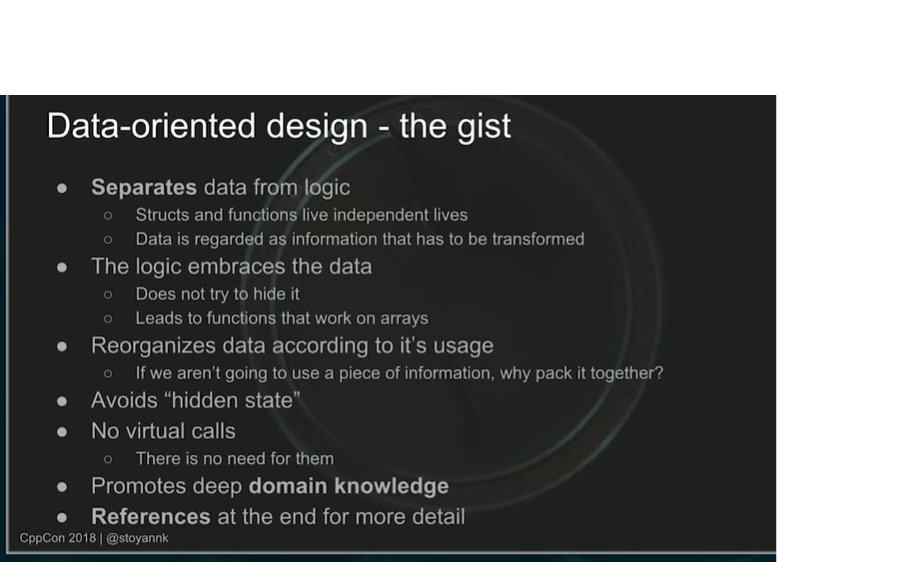 Data-oriented design - the gist
● Separates data from logic
○ Structs and functions live independent lives
○ Data is regarded as information that has to be transformed
● The logic embraces the data
○ Does not try to hide it
○ Leads to functions that work on arrays
● Reorganizes data according to it’s usage
○ If we aren’t going to use a piece of information, why pack it together?
● Avoids “hidden state”
● No virtual calls
○ There is no need for them
● Promotes deep domain knowledge
● References at the end for more detail
CppCon 2018 | @stoyannk